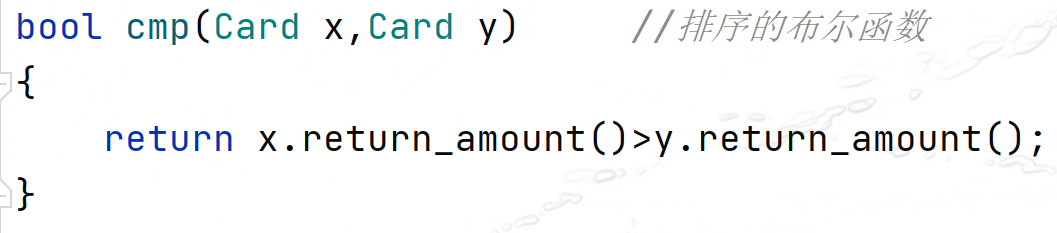 bool cmp(Card x,Card y)      //排序的布尔函数
{
    return x.return_amount()>y.return_amount();
}